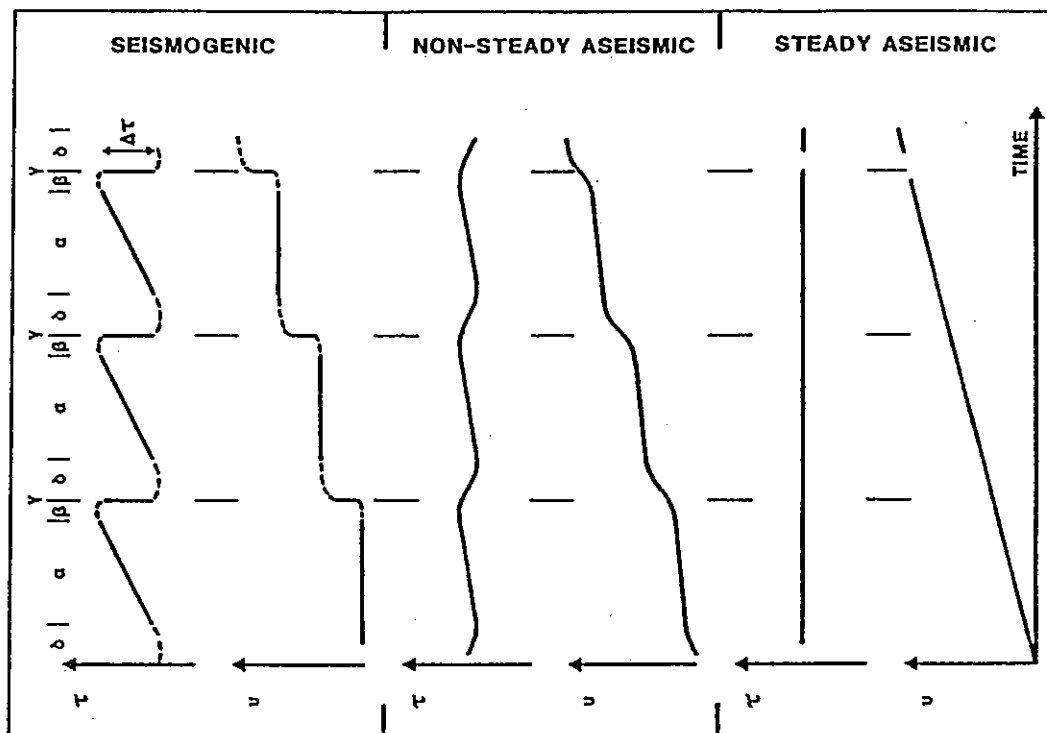 SEISMOGENIC
NON-STEADY ASEISMIC
STEADY ASEISMIC
δ
γ
β
α
δ
γ
β
α
δ
γ
β
α
δ
Δτ
TIME
τ
u
τ
u
τ
u